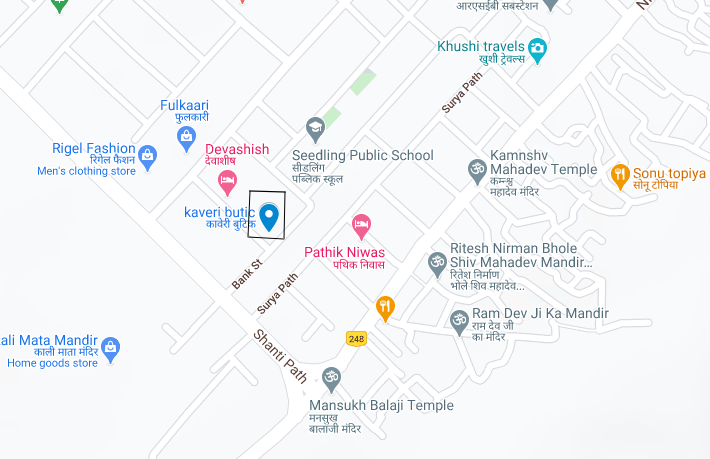 आरएसईबी सबस्टेशन
Khushi travels
खुशी ट्रेवल्स
Surya Path
Fulkaari
फुलकारी
Rigel Fashion
रिगेल फैशन
Men's clothing store
Devashish
देवाशीष
Seedling Public School
सीडलिंग
पब्लिक स्कूल
Kamnshv
Mahadev Temple
कम्न्श्व
महादेव मंदिर
Sonu topiya
सोनू टोपिया
kaveri butic
कावेरी बुटिक
Pathik Niwas
पथिक निवास
Ritesh Nirman Bhole
Shiv Mahadev Mandir...
रितेश निर्माण
भोले शिव महादेव...
Bank St
Surya Path
Ram Dev Ji Ka Mandir
राम देव जी
का मंदिर
248
Shanti Path
ali Mata Mandir
काली माता मंदिर
Home goods store
Mansukh Balaji Temple
मनसुख
बालाजी मंदिर